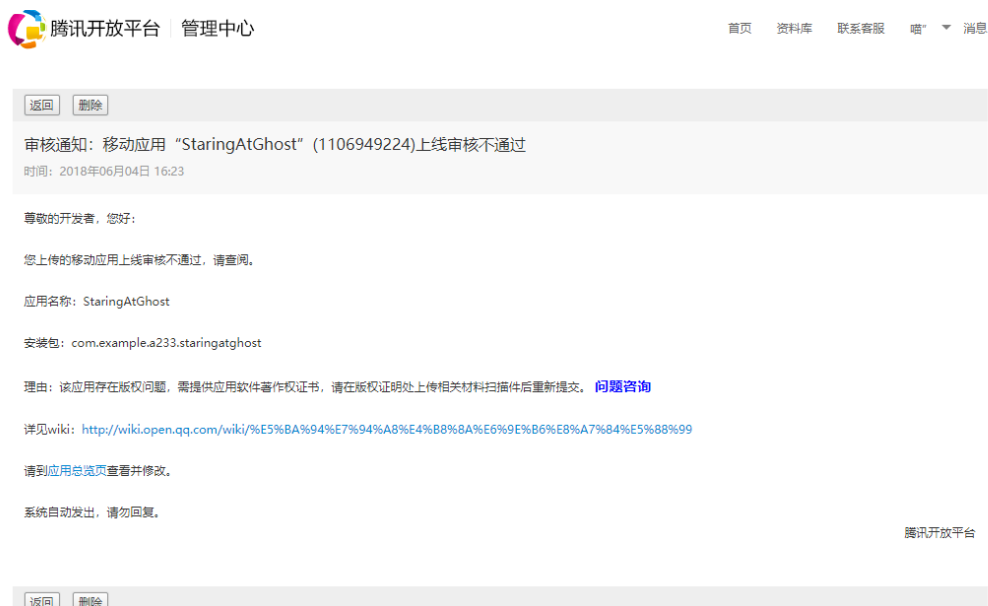 腾讯开放平台 管理中心 首页 资料库 联系客服 喵" 消息
返回 删除
审核通知：移动应用“StaringAtGhost”(1106949224)上线审核不通过
时间：2018年06月04日 16:23
尊敬的开发者，您好：
您上传的移动应用上线审核不通过，请查阅。
应用名称：StaringAtGhost
安装包：com.example.a233.staringatghost
理由：该应用存在版权问题，需提供应用软件著作权证书，请在版权证明处上传相关材料扫描件后重新提交。 问题咨询
详见wiki：http://wiki.open.qq.com/wiki/%E5%BA%94%E7%94%A8%E4%B8%8A%E6%9E%B6%E8%A7%84%E5%88%99
请到应用总览页查看并修改。
系统自动发出，请勿回复。
腾讯开放平台
返回 删除